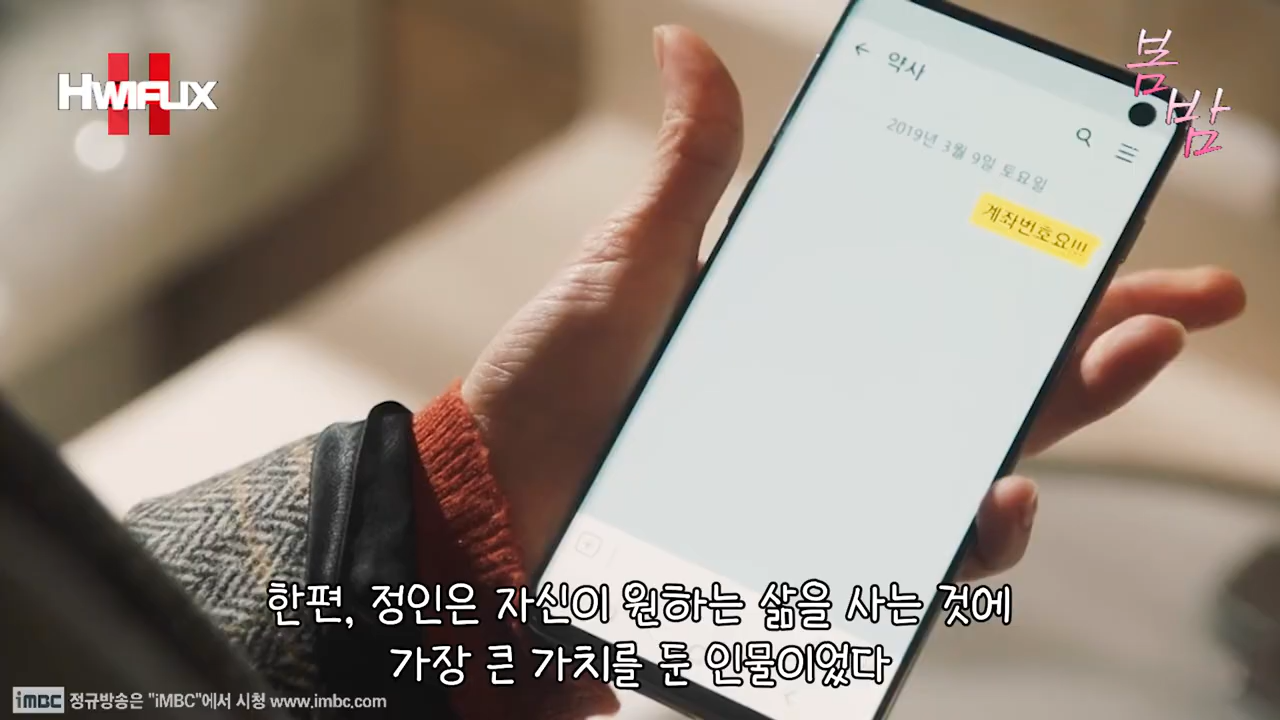 HWIFLIX
봄
밤
약사
2019년 3월 9일 토요일
계좌번호요!!!
한편, 정인은 자신이 원하는 삶을 사는 것에
가장 큰 가치를 둔 인물이었다
iMBC 정규방송은 "iMBC"에서 시청 www.imbc.com